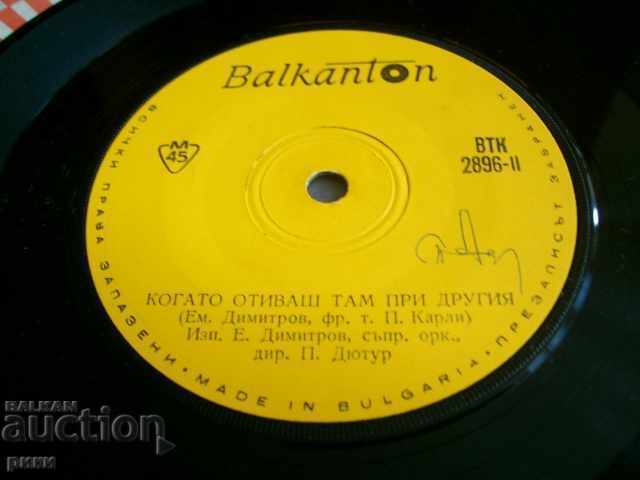 Balkanton
М
45
ВТК
2896-II
КОГАТО ОТИВАШ ТАМ ПРИ ДРУГИЯ
(Ем. Димитров, фр. т. П. Карли)
Изп. Е. Димитров, съпр. орк.,
дир. П. Дютур
ВСИЧКИ ПРАВА ЗАПАЗЕНИ • MADE IN BULGARIA • ПРЕЗАПИСЪТ ЗАБРАНЕН
BALKAN
auction
рики